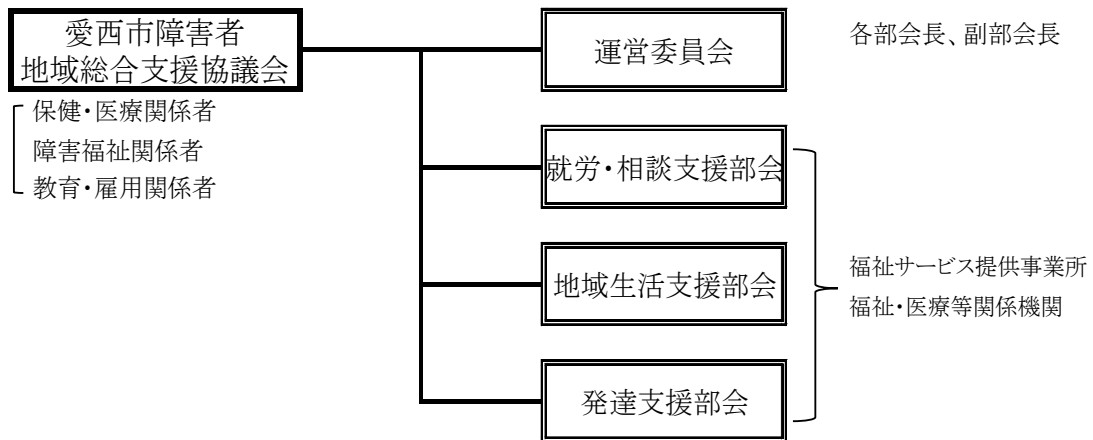 愛西市障害者
地域総合支援協議会
保健・医療関係者
障害福祉関係者
教育・雇用関係者
運営委員会
各部会長、副部会長
就労・相談支援部会
地域生活支援部会
発達支援部会
福祉サービス提供事業所
福祉・医療等関係機関